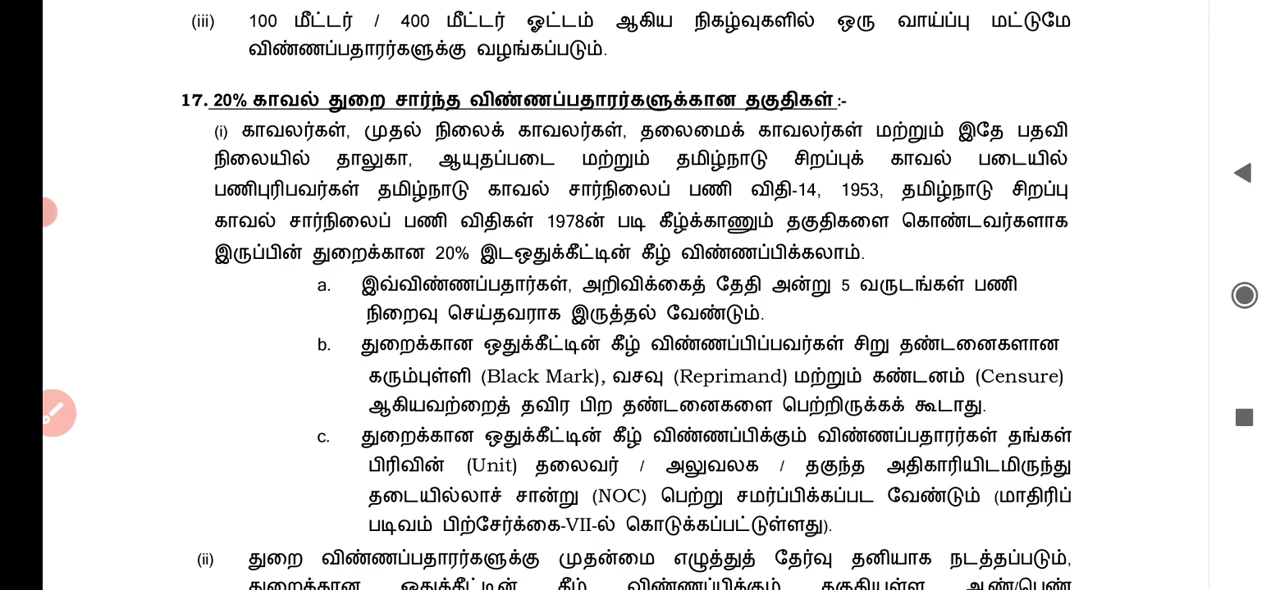 (iii) 100 மீட்டர் / 400 மீட்டர் ஓட்டம் ஆகிய நிகழ்வுகளில் ஒரு வாய்ப்பு மட்டுமே
விண்ணப்பதாரர்களுக்கு வழங்கப்படும்.
17. 20% காவல் துறை சார்ந்த விண்ணப்பதாரர்களுக்கான தகுதிகள் :-
(i) காவலர்கள், முதல் நிலைக் காவலர்கள், தலைமைக் காவலர்கள் மற்றும் இதே பதவி
நிலையில் தாலுகா, ஆயுதப்படை மற்றும் தமிழ்நாடு சிறப்புக் காவல் படையில்
பணிபுரிபவர்கள் தமிழ்நாடு காவல் சார்நிலைப் பணி விதி-14, 1953, தமிழ்நாடு சிறப்பு
காவல் சார்நிலைப் பணி விதிகள் 1978ன் படி கீழ்க்காணும் தகுதிகளை கொண்டவர்களாக
இருப்பின் துறைக்கான 20% இடஒதுக்கீட்டின் கீழ் விண்ணப்பிக்கலாம்.
a. இவ்விண்ணப்பதார்கள், அறிவிக்கைத் தேதி அன்று 5 வருடங்கள் பணி
நிறைவு செய்தவராக இருத்தல் வேண்டும்.
b. துறைக்கான ஒதுக்கீட்டின் கீழ் விண்ணப்பிப்பவர்கள் சிறு தண்டனைகளான
கரும்புள்ளி (Black Mark), வசவு (Reprimand) மற்றும் கண்டனம் (Censure)
ஆகியவற்றைத் தவிர பிற தண்டனைகளை பெற்றிருக்கக் கூடாது.
c. துறைக்கான ஒதுக்கீட்டின் கீழ் விண்ணப்பிக்கும் விண்ணப்பதாரர்கள் தங்கள்
பிரிவின் (Unit) தலைவர் / அலுவலக / தகுந்த அதிகாரியிடமிருந்து
தடையில்லாச் சான்று (NOC) பெற்று சமர்ப்பிக்கப்பட வேண்டும் (மாதிரிப்
படிவம் பிற்சேர்க்கை-VII-ல் கொடுக்கப்பட்டுள்ளது).
(ii) துறை விண்ணப்பதாரர்களுக்கு முதன்மை எழுத்துத் தேர்வு தனியாக நடத்தப்படும்,
துறைக்கான ஒதுக்கீட்டின் கீழ் விண்ணப்பிக்கும் தகுதியுள்ள ஆண்/பெண்